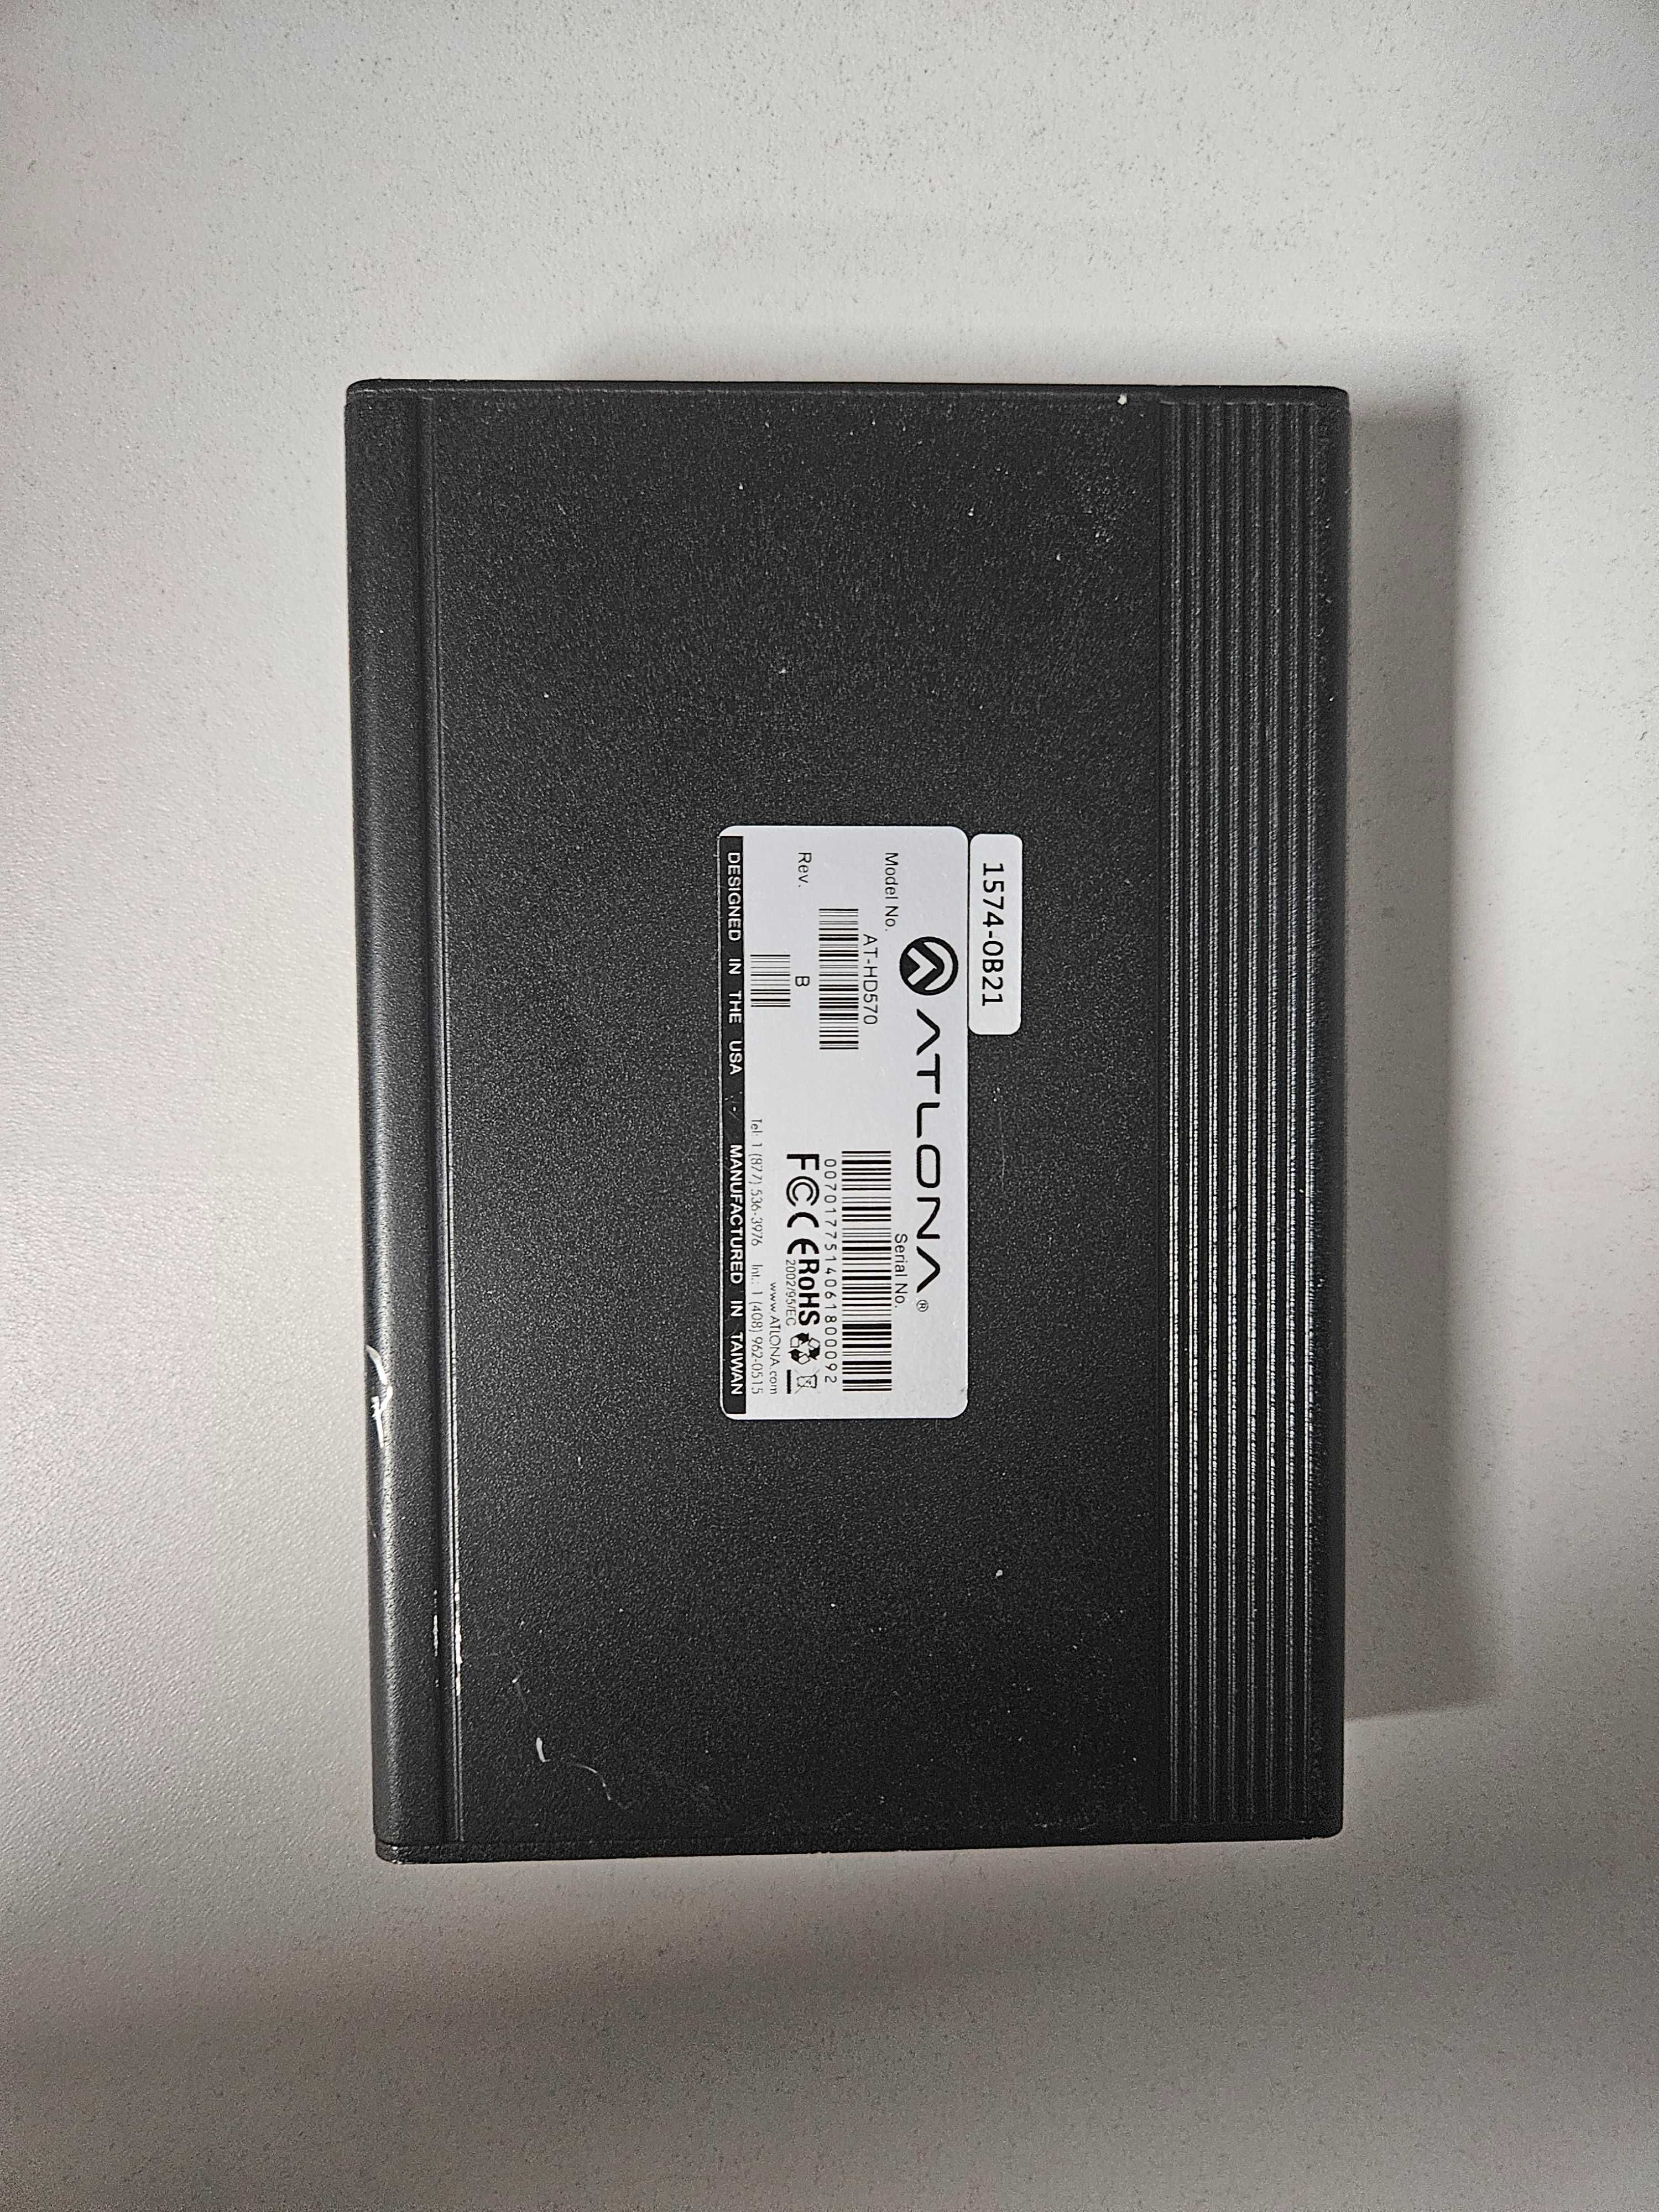 1574-0B21
ATLONA®
Model No.
AT-HD570
Serial No.
0070177514061800092
Rev.
B
FC CE RoHS
2002/95/EC
www.ATLONA.com
Tel: 1 (877) 536-3976 Int.: 1 (408) 962-0515
DESIGNED IN THE USA - MANUFACTURED IN TAIWAN